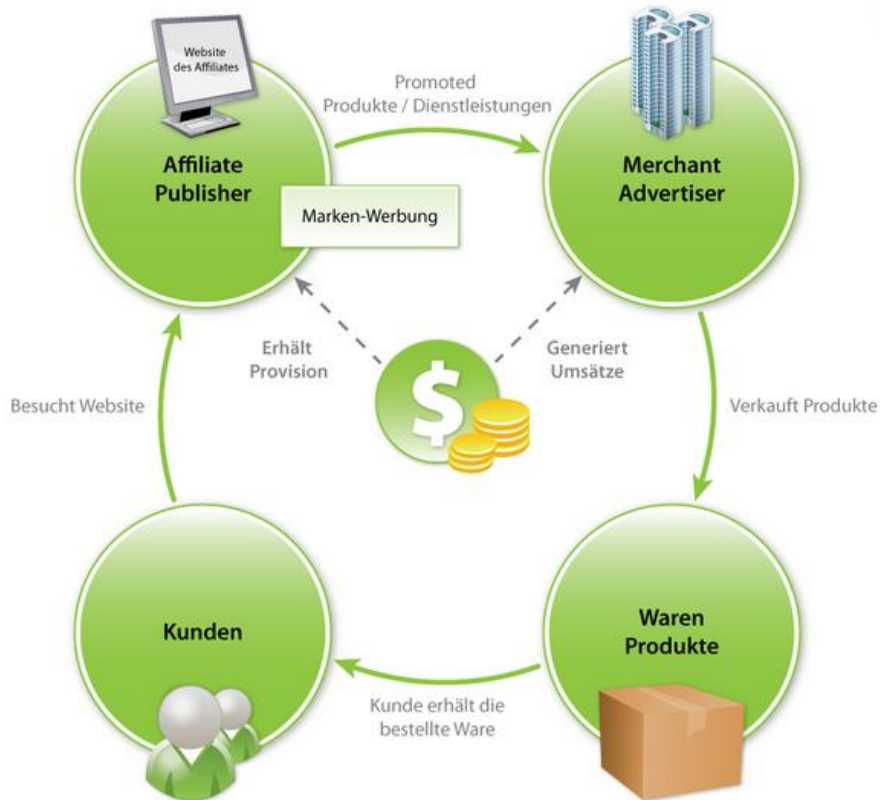 Website
des Affiliates
Promoted
Produkte / Dienstleistungen
Affiliate
Publisher
Merchant
Advertiser
Marken-Werbung
Erhält
Provision
Generiert
Umsätze
$
Besucht Website
Verkauft Produkte
Kunden
Waren
Produkte
Kunde erhält die
bestellte Ware